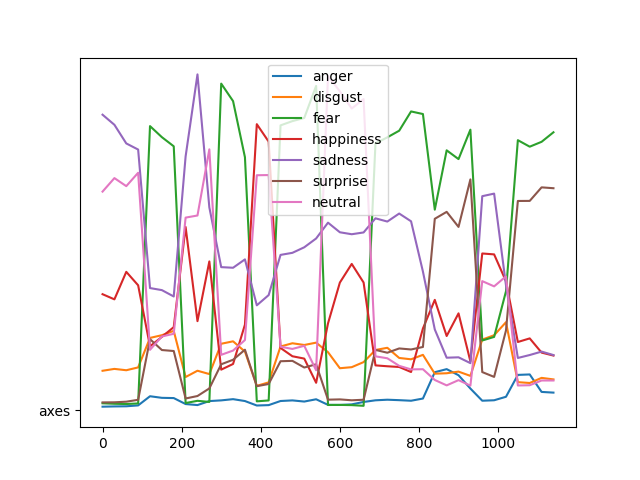 anger
disgust
fear
happiness
sadness
surprise
neutral
axes
0 200 400 600 800 1000